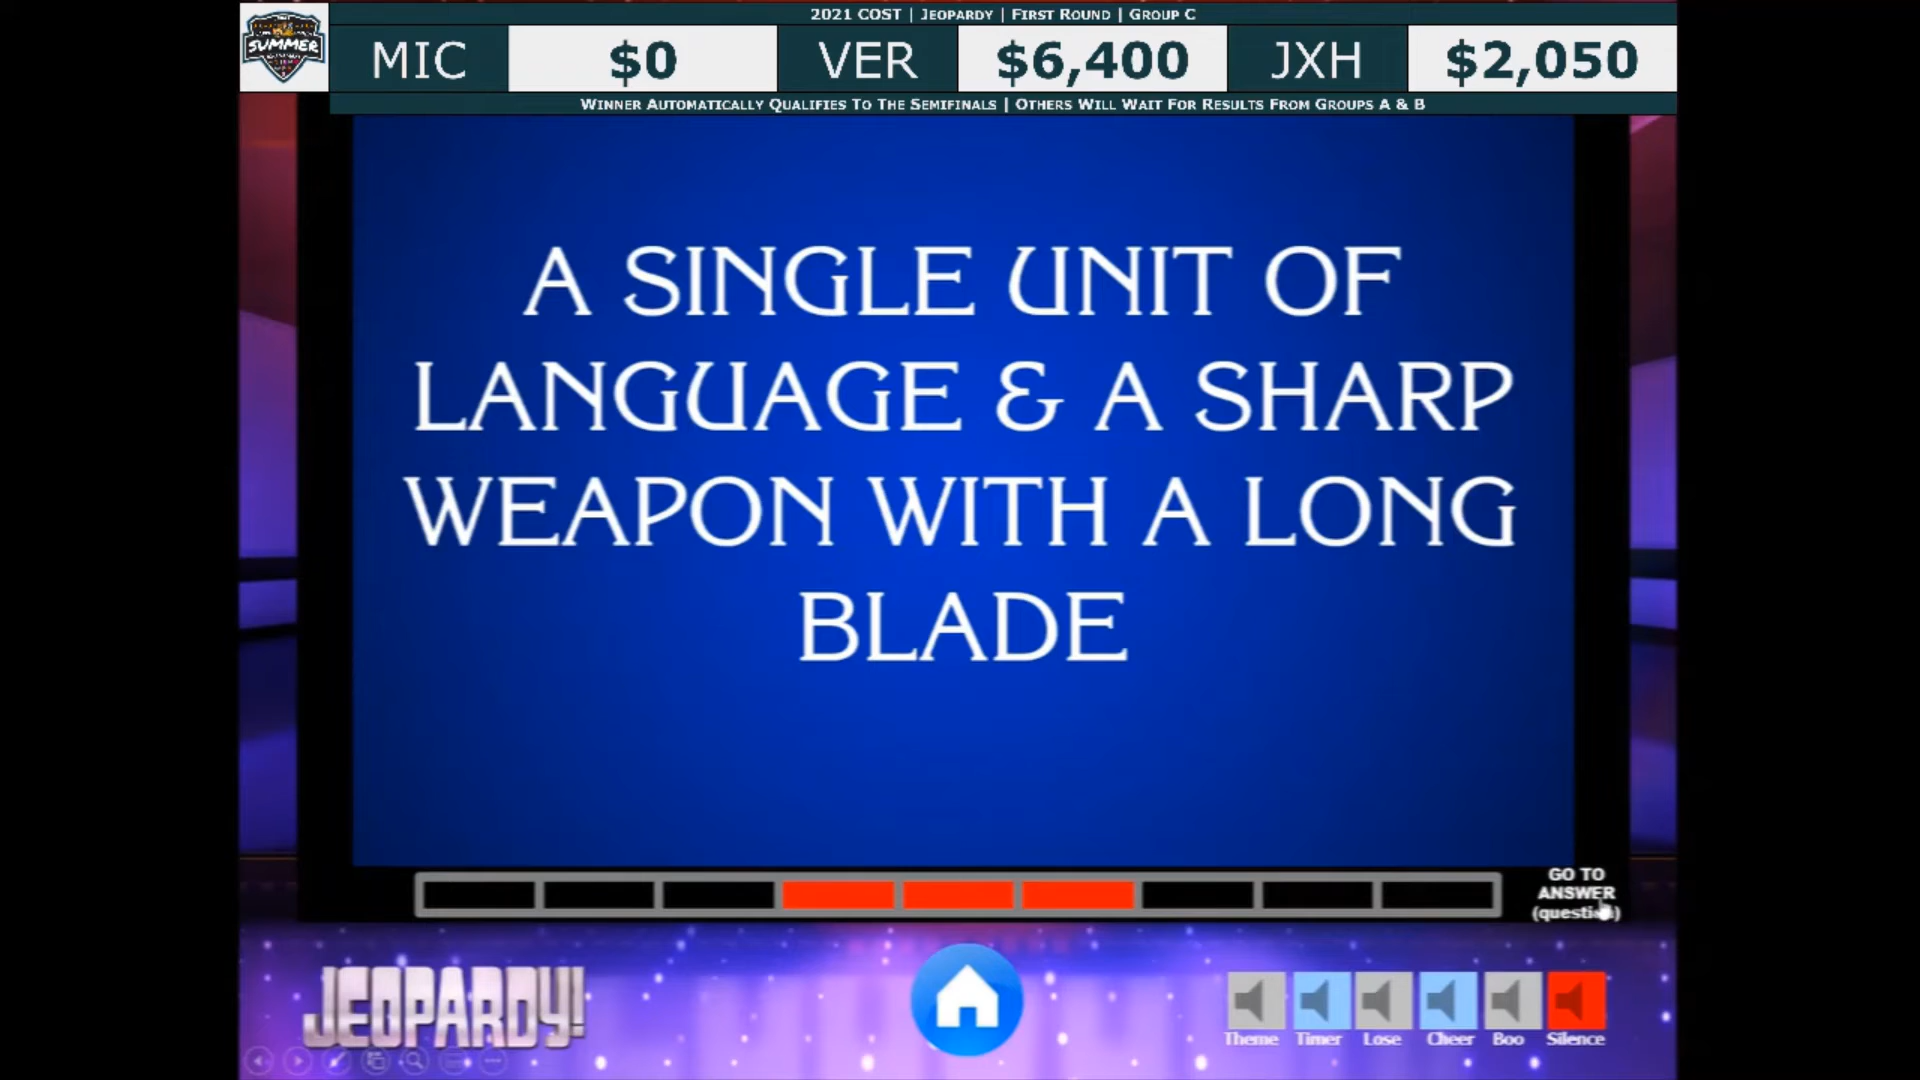 2021 COST | JEOPARDY | FIRST ROUND | GROUP C
SUMMER
MIC $0 VER $6,400 JXH $2,050
WINNER AUTOMATICALLY QUALIFIES TO THE SEMIFINALS | OTHERS WILL WAIT FOR RESULTS FROM GROUPS A & B
A SINGLE UNIT OF
LANGUAGE & A SHARP
WEAPON WITH A LONG
BLADE
GO TO
ANSWER
(question)
JEOPARDY!
Theme Timer Lose Cheer Boo Silence